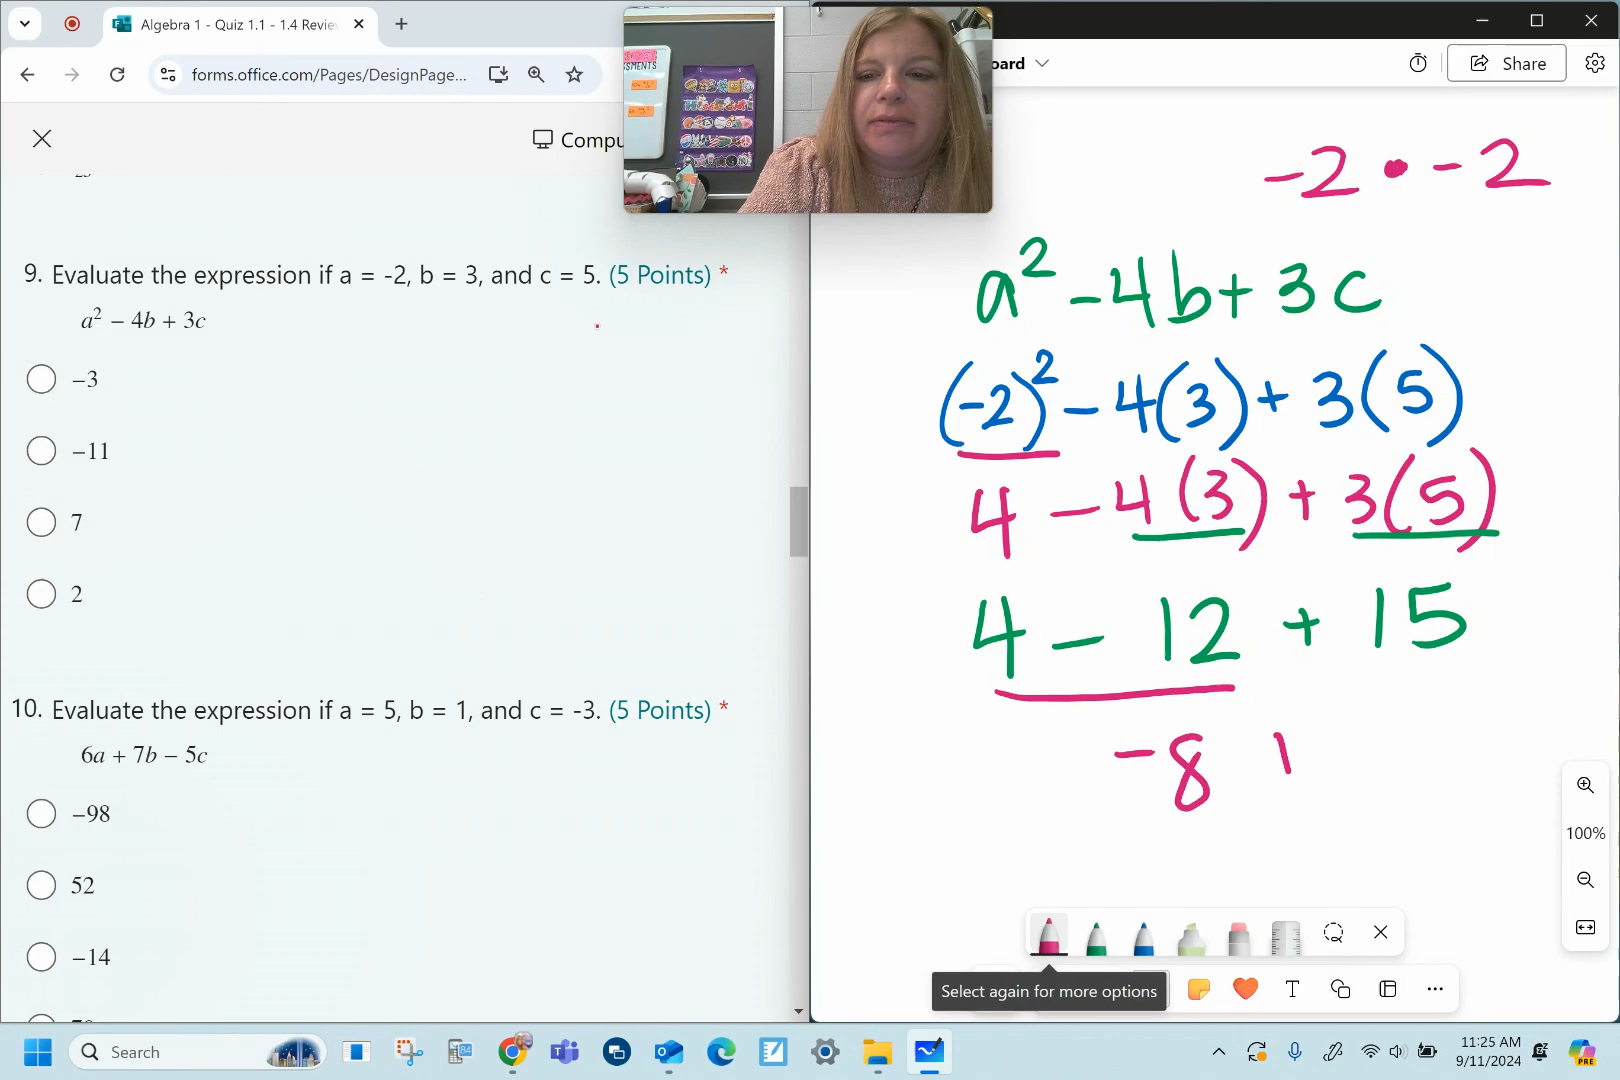 Algebra 1 - Quiz 1.1 - 1.4 Revie
forms.office.com/Pages/DesignPage...
Compu
SSMENTS
oard
Share
9. Evaluate the expression if a = -2, b = 3, and c = 5. (5 Points) *
a² − 4b + 3c
−3
−11
7
2
10. Evaluate the expression if a = 5, b = 1, and c = -3. (5 Points) *
6a + 7b − 5c
−98
52
−14
-2 • -2
a² - 4b + 3c
(-2)² - 4(3) + 3(5)
4 - 4(3) + 3(5)
4 - 12 + 15
-8
100%
Select again for more options
T
Search
11:25 AM
9/11/2024
PRE